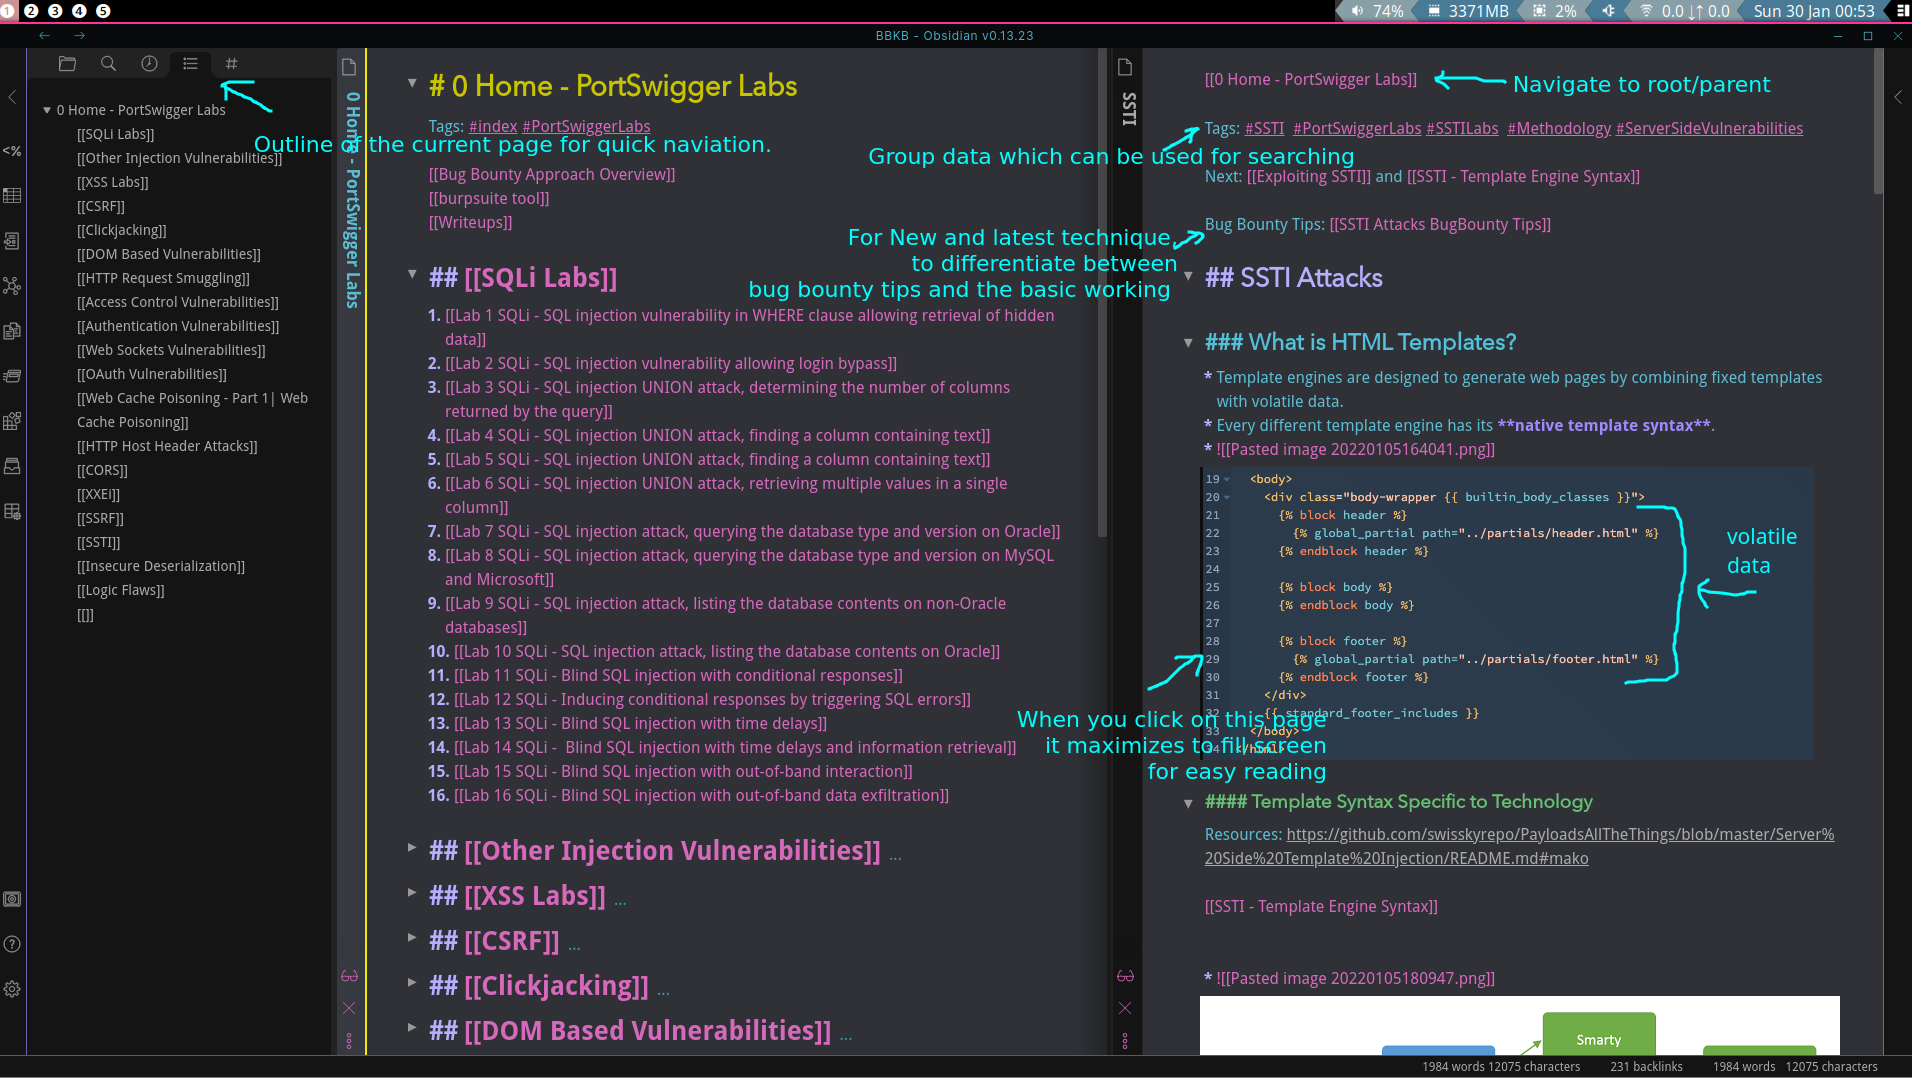 1 2 3 4 5
74% 3371MB 2% 0.0 ↓↑ 0.0 Sun 30 Jan 00:53
BBKB - Obsidian v0.13.23
0 Home - PortSwigger Labs
[[SQLI Labs]]
[[Other Injection Vulnerabilities]]
[[XSS Labs]]
[[CSRF]]
[[Clickjacking]]
[[DOM Based Vulnerabilities]]
[[HTTP Request Smuggling]]
[[Access Control Vulnerabilities]]
[[Authentication Vulnerabilities]]
[[Web Sockets Vulnerabilities]]
[[OAuth Vulnerabilities]]
[[Web Cache Poisoning - Part 1| Web
Cache Poisoning]]
[[HTTP Host Header Attacks]]
[[CORS]]
[[XXEI]]
[[SSRF]]
[[SSTI]]
[[Insecure Deserialization]]
[[Logic Flaws]]
[[]]
Outline of the current page for quick naviation.
0 Home - PortSwigger Labs
# 0 Home - PortSwigger Labs
Tags: #index #PortSwiggerLabs
[[Bug Bounty Approach Overview]]
[[burpsuite tool]]
[[Writeups]]
## [[SQLi Labs]]
1. [[Lab 1 SQLi - SQL injection vulnerability in WHERE clause allowing retrieval of hidden
data]]
2. [[Lab 2 SQLi - SQL injection vulnerability allowing login bypass]]
3. [[Lab 3 SQLi - SQL injection UNION attack, determining the number of columns
returned by the query]]
4. [[Lab 4 SQLi - SQL injection UNION attack, finding a column containing text]]
5. [[Lab 5 SQLi - SQL injection UNION attack, finding a column containing text]]
6. [[Lab 6 SQLi - SQL injection UNION attack, retrieving multiple values in a single
column]]
7. [[Lab 7 SQLi - SQL injection attack, querying the database type and version on Oracle]]
8. [[Lab 8 SQLi - SQL injection attack, querying the database type and version on MySQL
and Microsoft]]
9. [[Lab 9 SQLi - SQL injection attack, listing the database contents on non-Oracle
databases]]
10. [[Lab 10 SQLi - SQL injection attack, listing the database contents on Oracle]]
11. [[Lab 11 SQLi - Blind SQL injection with conditional responses]]
12. [[Lab 12 SQLi - Inducing conditional responses by triggering SQL errors]]
13. [[Lab 13 SQLi - Blind SQL injection with time delays]]
14. [[Lab 14 SQLi -  Blind SQL injection with time delays and information retrieval]]
15. [[Lab 15 SQLi - Blind SQL injection with out-of-band interaction]]
16. [[Lab 16 SQLi - Blind SQL injection with out-of-band data exfiltration]]
## [[Other Injection Vulnerabilities]] ...
## [[XSS Labs]] ...
## [[CSRF]] ...
## [[Clickjacking]] ...
## [[DOM Based Vulnerabilities]] ...
SSTI
[[0 Home - PortSwigger Labs]]
Navigate to root/parent
Tags: #SSTI #PortSwiggerLabs #SSTILabs #Methodology #ServerSideVulnerabilities
Group data which can be used for searching
Next: [[Exploiting SSTI]] and [[SSTI - Template Engine Syntax]]
Bug Bounty Tips: [[SSTI Attacks BugBounty Tips]]
For New and latest technique,
to differentiate between
bug bounty tips and the basic working
## SSTI Attacks
### What is HTML Templates?
* Template engines are designed to generate web pages by combining fixed templates
with volatile data.
* Every different template engine has its **native template syntax**.
* ![[Pasted image 20220105164041.png]]
19 <body>
20 <div class="body-wrapper {{ builtin_body_classes }}">
21 {% block header %}
22 {% global_partial path="../partials/header.html" %}
23 {% endblock header %}
24
25 {% block body %}
26 {% endblock body %}
27
28 {% block footer %}
29 {% global_partial path="../partials/footer.html" %}
30 {% endblock footer %}
31 </div>
32 {{ standard_footer_includes }}
33 </body>
34 </html>
volatile
data
When you click on this page
it maximizes to fill screen
for easy reading
#### Template Syntax Specific to Technology
Resources: https://github.com/swisskyrepo/PayloadsAllTheThings/blob/master/Server%
20Side%20Template%20Injection/README.md#mako
[[SSTI - Template Engine Syntax]]
* ![[Pasted image 20220105180947.png]]
Smarty
1984 words 12075 characters 231 backlinks 1984 words 12075 characters